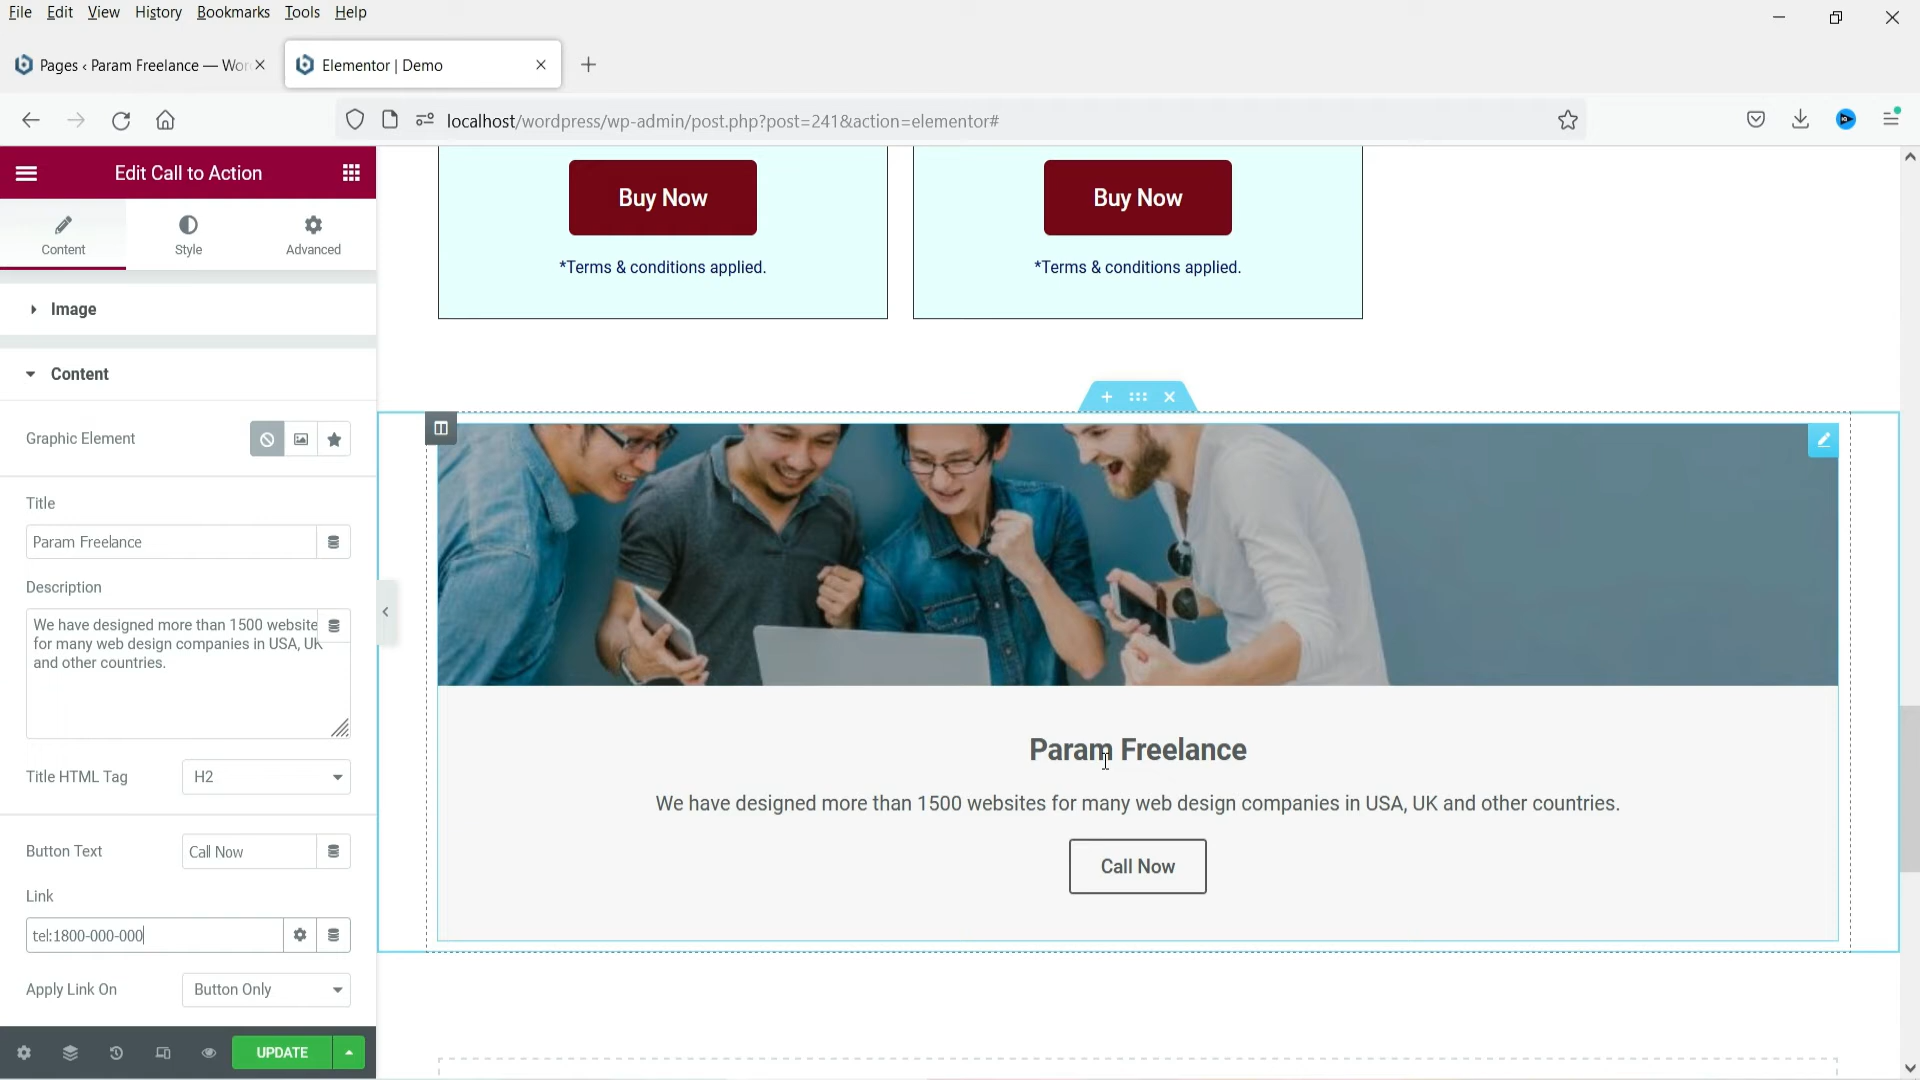 File Edit View History Bookmarks Tools Help
Pages ‹ Param Freelance — Wor
Elementor | Demo
localhost/wordpress/wp-admin/post.php?post=241&action=elementor#
Edit Call to Action
Content Style Advanced
Image
Content
Graphic Element
Title
Param Freelance
Description
We have designed more than 1500 website
for many web design companies in USA, UK
and other countries.
Title HTML Tag H2
Button Text Call Now
Link
tel:1800-000-000
Apply Link On Button Only
UPDATE
Buy Now Buy Now
*Terms & conditions applied. *Terms & conditions applied.
Param Freelance
We have designed more than 1500 websites for many web design companies in USA, UK and other countries.
Call Now